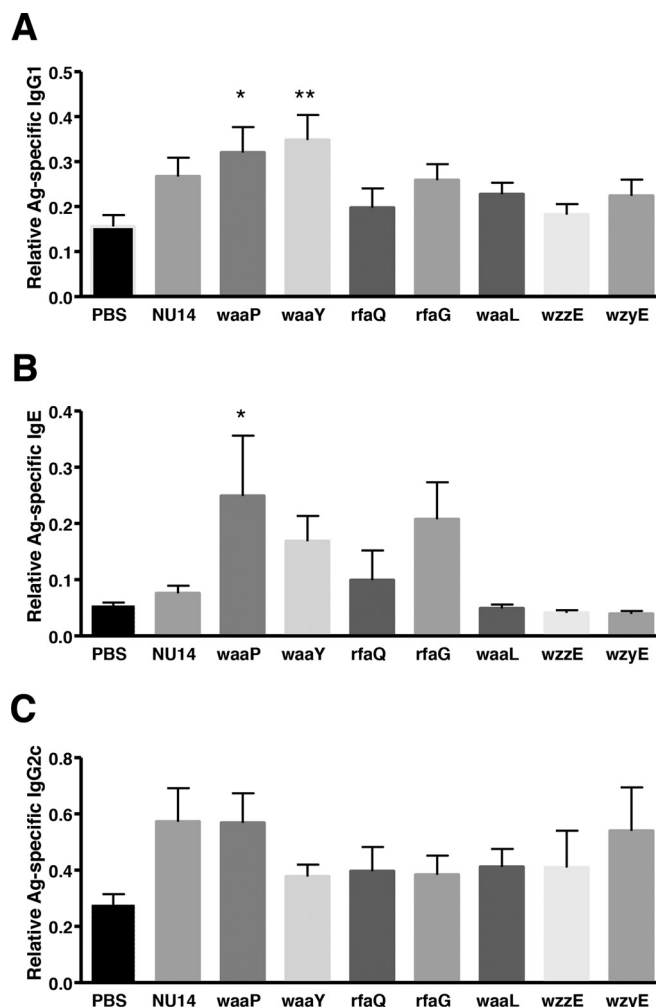 A
Relative Ag-specific IgG1
0.5
0.4
0.3
0.2
0.1
0.0
* **
PBS NU14 waaP waaY rfaQ rfaG waaL wzzE wzyE
B
Relative Ag-specific IgE
0.4
0.3
0.2
0.1
0.0
*
PBS NU14 waaP waaY rfaQ rfaG waaL wzzE wzyE
C
Relative Ag-specific IgG2c
0.8
0.6
0.4
0.2
0.0
PBS NU14 waaP waaY rfaQ rfaG waaL wzzE wzyE